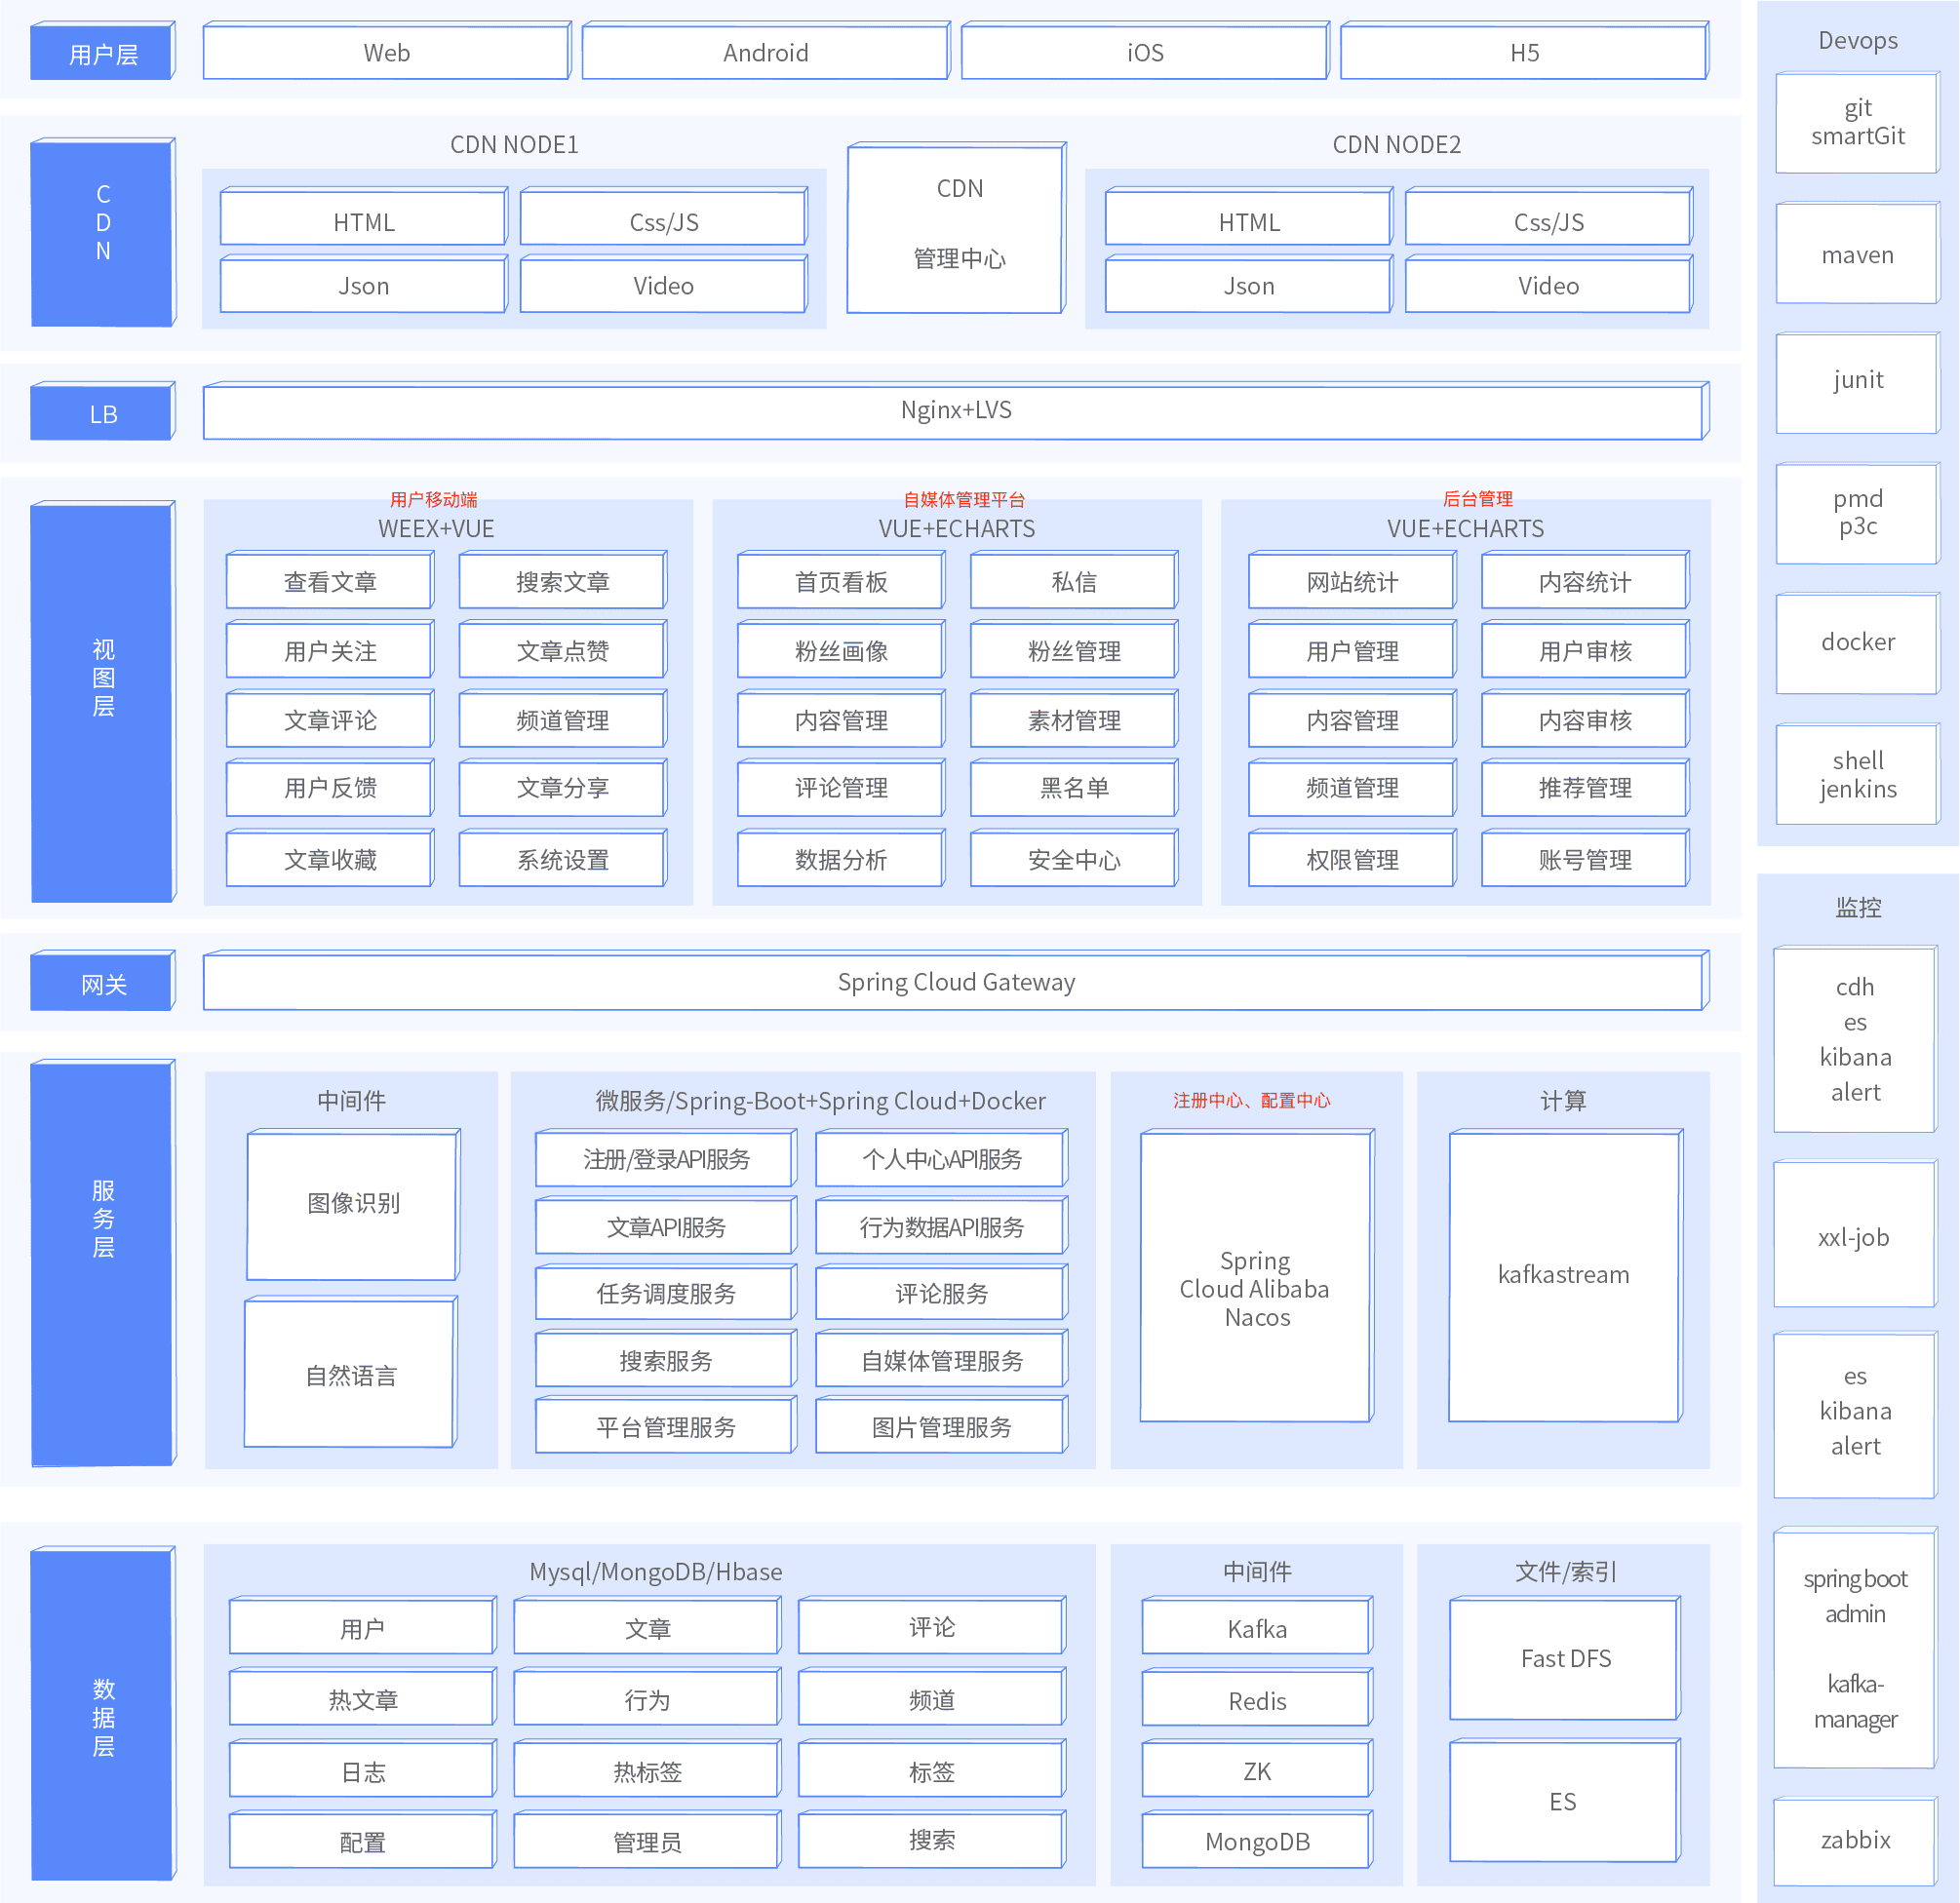 用户层
Web
Android
iOS
H5
C
D
N
CDN NODE1
HTML
Css/JS
Json
Video
CDN
管理中心
CDN NODE2
HTML
Css/JS
Json
Video
LB
Nginx+LVS
视
图
层
用户移动端
WEEX+VUE
查看文章
搜索文章
用户关注
文章点赞
文章评论
频道管理
用户反馈
文章分享
文章收藏
系统设置
自媒体管理平台
VUE+ECHARTS
首页看板
私信
粉丝画像
粉丝管理
内容管理
素材管理
评论管理
黑名单
数据分析
安全中心
后台管理
VUE+ECHARTS
网站统计
内容统计
用户管理
用户审核
内容管理
内容审核
频道管理
推荐管理
权限管理
账号管理
网关
Spring Cloud Gateway
服
务
层
中间件
图像识别
自然语言
微服务/Spring-Boot+Spring Cloud+Docker
注册/登录API服务
个人中心API服务
文章API服务
行为数据API服务
任务调度服务
评论服务
搜索服务
自媒体管理服务
平台管理服务
图片管理服务
注册中心、配置中心
Spring
Cloud Alibaba
Nacos
计算
kafkastream
数
据
层
Mysql/MongoDB/Hbase
用户
文章
评论
热文章
行为
频道
日志
热标签
标签
配置
管理员
搜索
中间件
Kafka
Redis
ZK
MongoDB
文件/索引
Fast DFS
ES
Devops
git
smartGit
maven
junit
pmd
p3c
docker
shell
jenkins
监控
cdh
es
kibana
alert
xxl-job
es
kibana
alert
spring boot
admin
kafka-
manager
zabbix